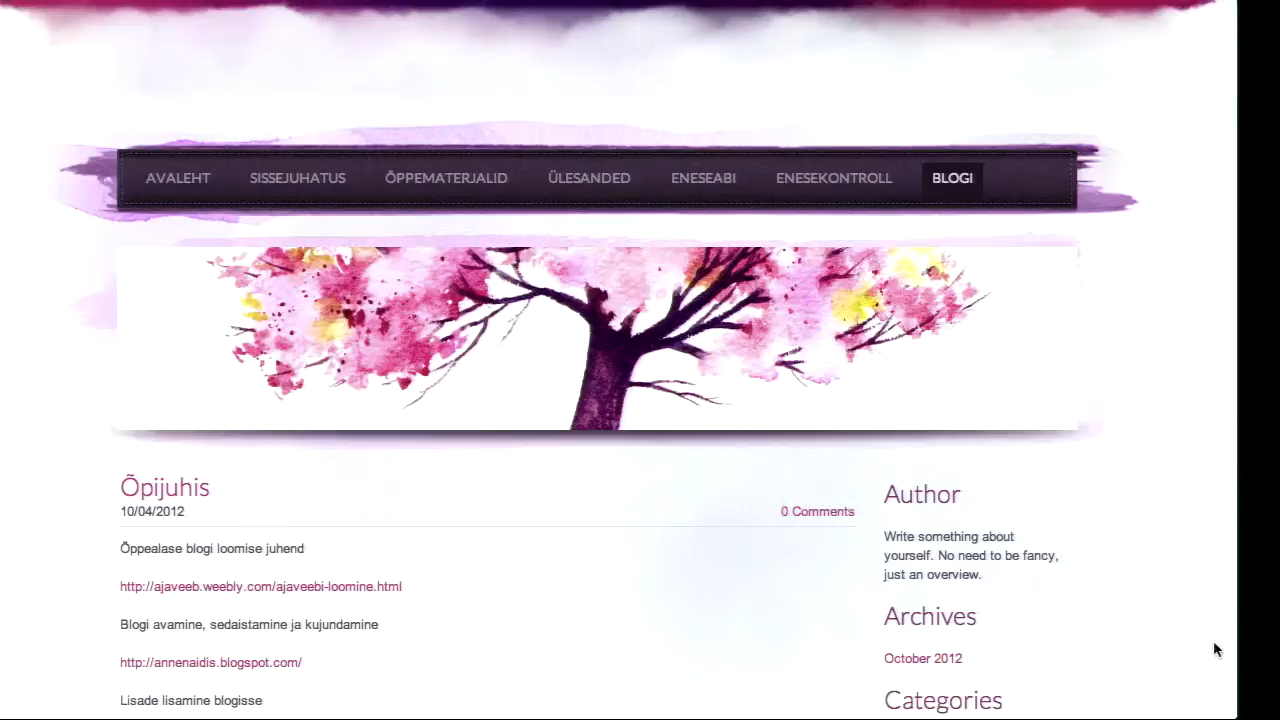 AVALEHT SISSEJUHATUS ÕPPEMATERJALID ÜLESANDED ENESEABI ENESEKONTROLL BLOGI
Õpijuhis
10/04/2012 0 Comments
Õppealase blogi loomise juhend
http://ajaveeb.weebly.com/ajaveebi-loomine.html
Blogi avamine, sedaistamine ja kujundamine
http://annenaidis.blogspot.com/
Lisade lisamine blogisse
Author
Write something about
yourself. No need to be fancy,
just an overview.
Archives
October 2012
Categories